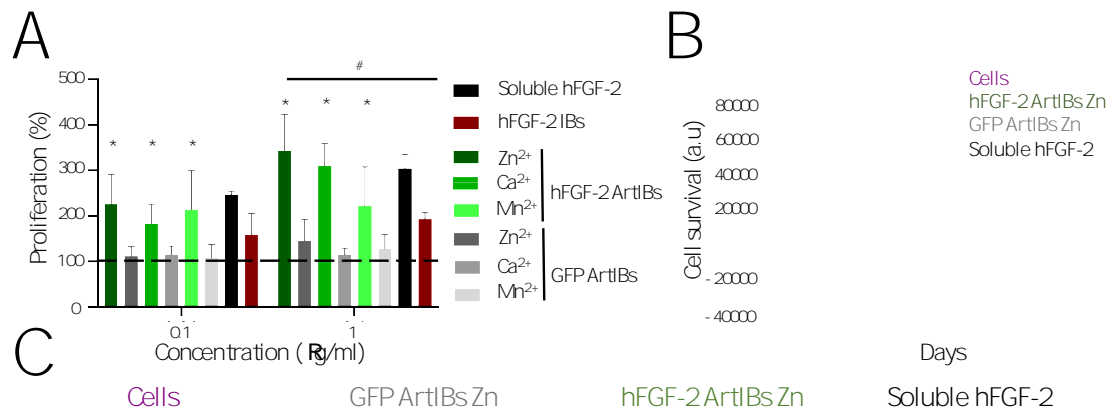 A
Proliferation (%)
500
400
300
200
100
0
*
*
*
#
*
*
*
0.1
1
Concentration ( g/ml)
Soluble hFGF-2
hFGF-2 IBs
Zn²⁺
Ca²⁺
Mn²⁺
hFGF-2 ArtIBs
Zn²⁺
Ca²⁺
Mn²⁺
GFP ArtIBs
B
Cell survival (a.u)
80000
60000
40000
20000
-20000
-40000
Days
Cells
hFGF-2 ArtIBs Zn
GFP ArtIBs Zn
Soluble hFGF-2
C
Cells
GFP ArtIBs Zn
hFGF-2 ArtIBs Zn
Soluble hFGF-2